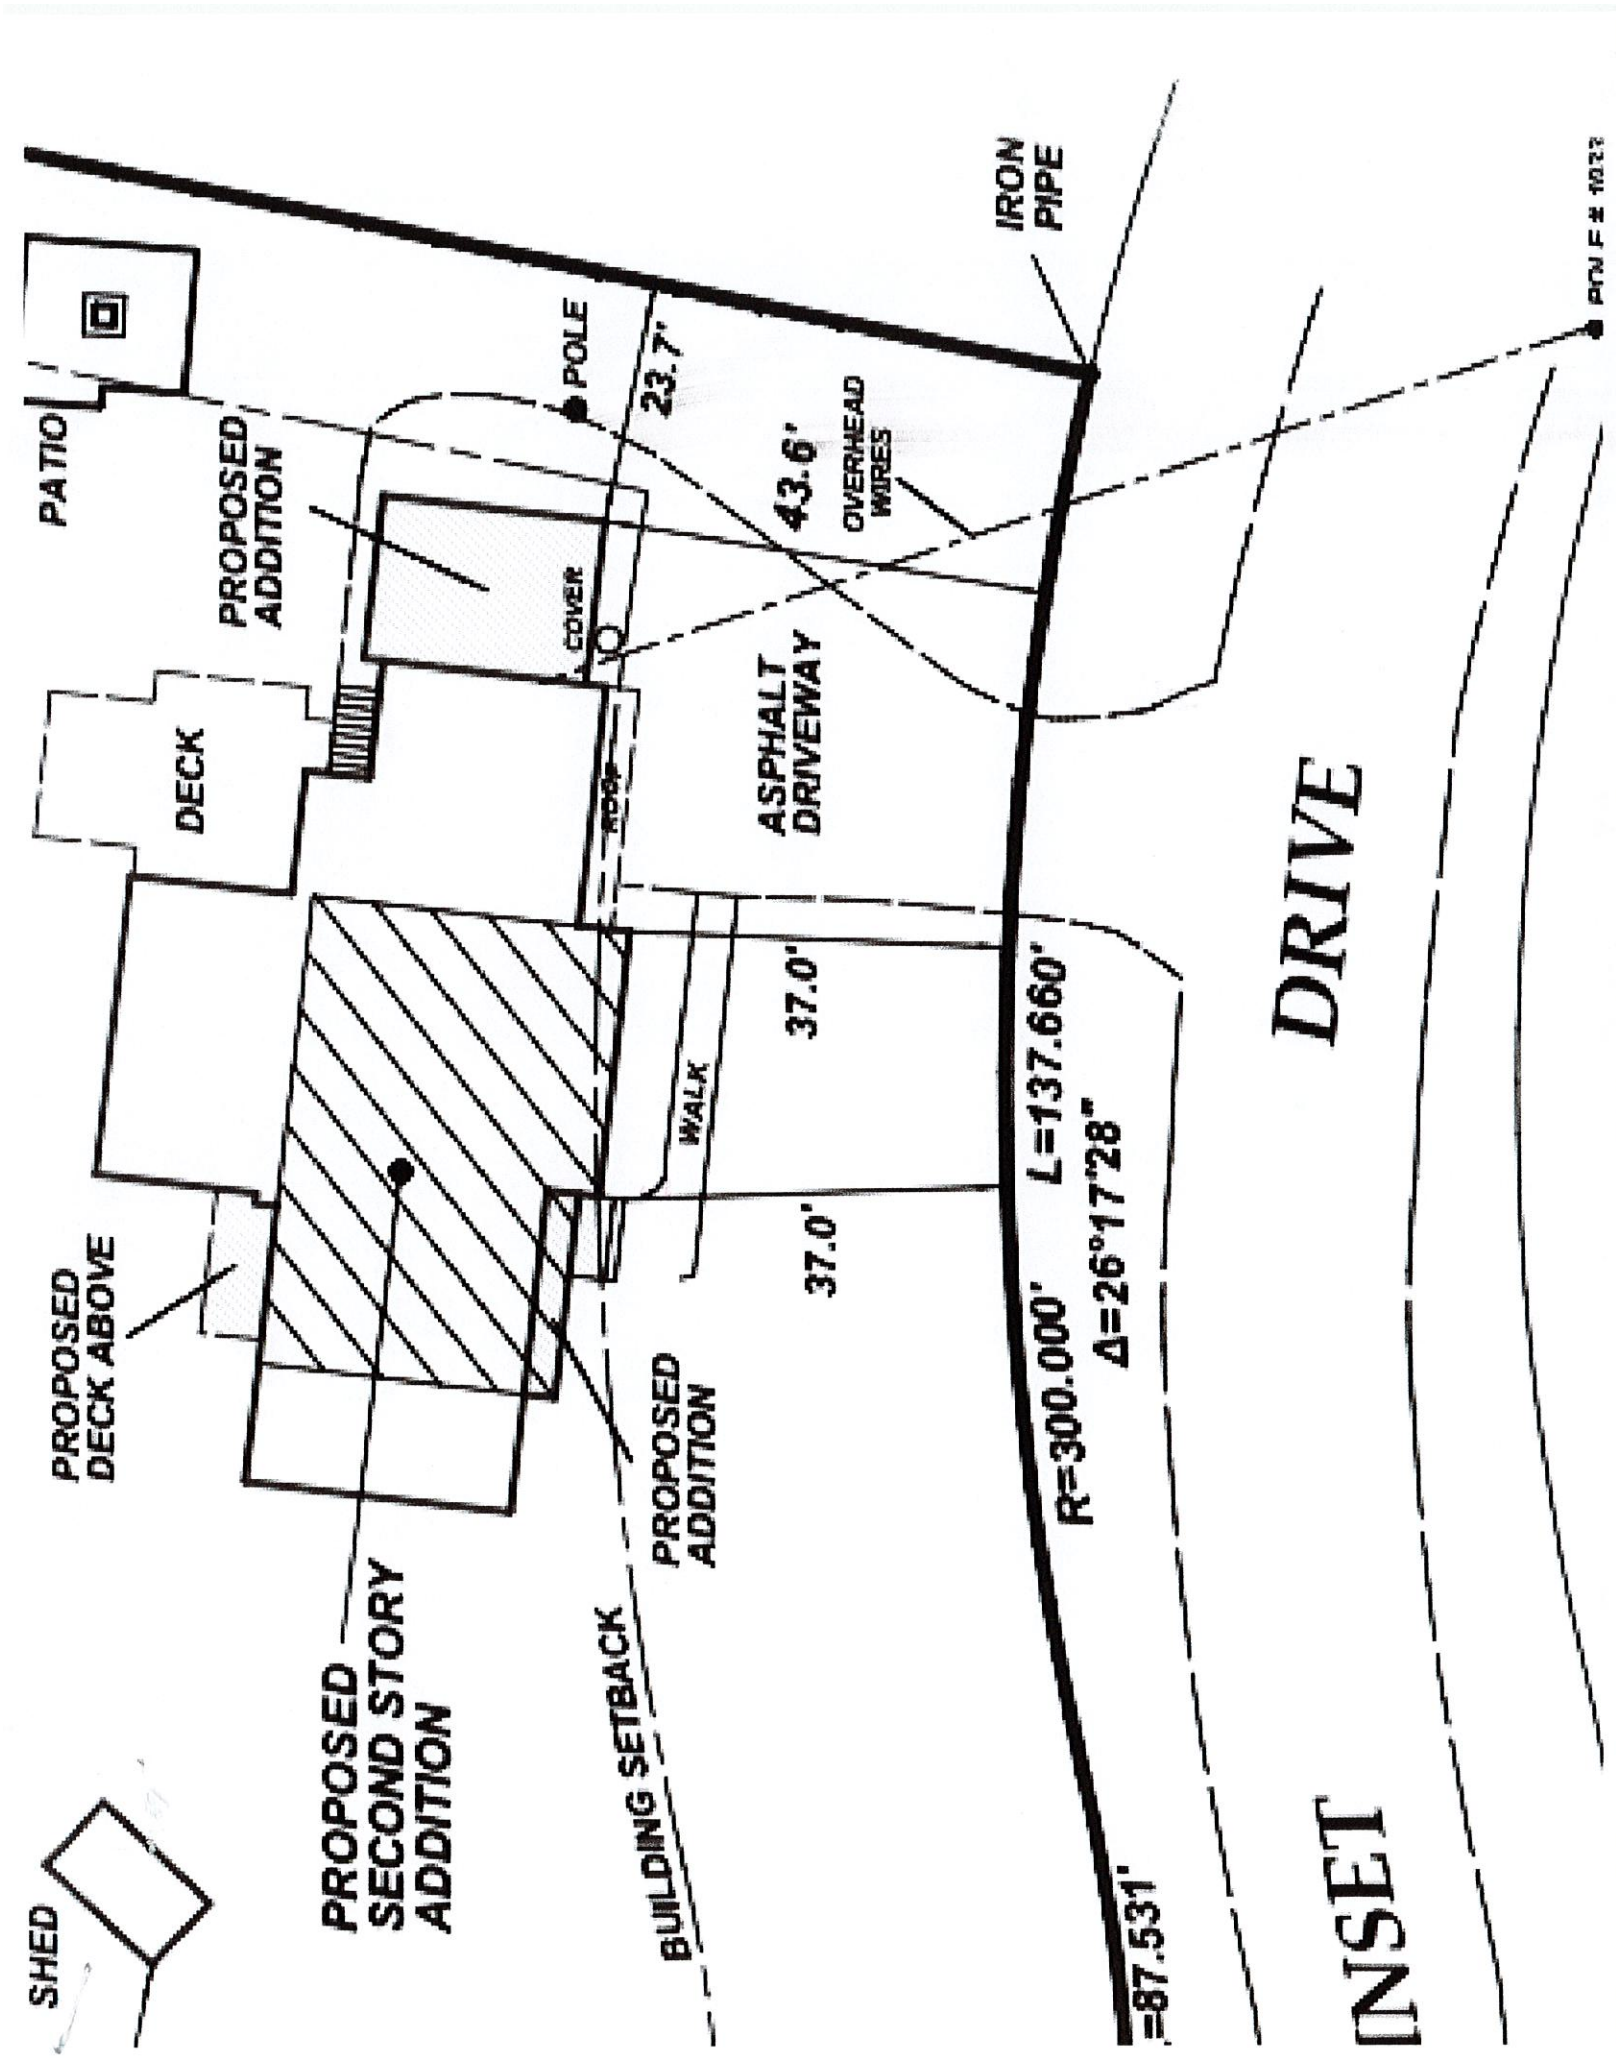 SHED
PROPOSED
DECK ABOVE
DECK
PATIO
PROPOSED
ADDITION
PROPOSED
SECOND STORY
ADDITION
COVER
POLE
23.7'
ROOF
BUILDING SETBACK
PROPOSED
ADDITION
WALK
37.0'
37.0'
ASPHALT
DRIVEWAY
43.6'
OVERHEAD
WIRES
IRON
PIPE
=87.531'
R=300.000' L=137.660'
Δ=26°17'28"
INSET DRIVE
POLE #